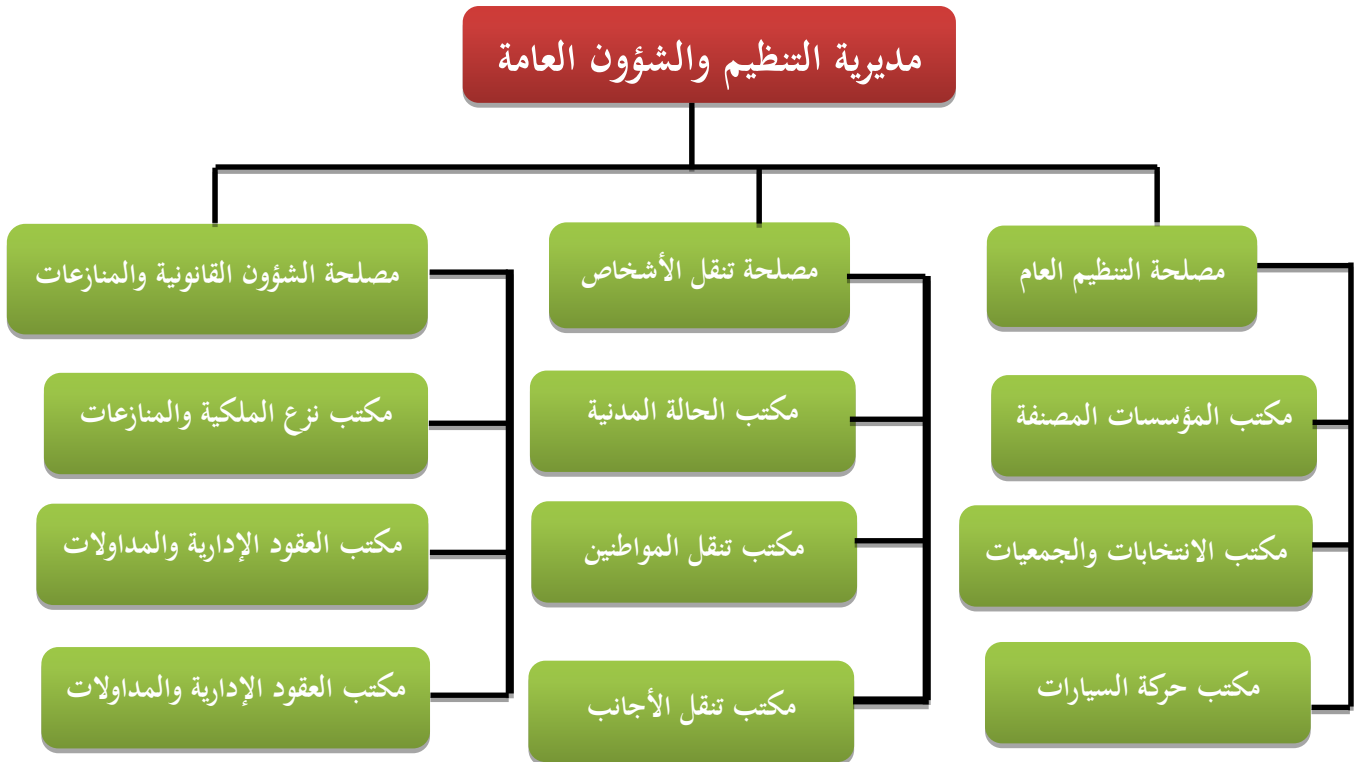 مديرية التنظيم والشؤون العامة
مصلحة التنظيم العام
مكتب المؤسسات المصنفة
مكتب الانتخابات والجمعيات
مكتب حركة السيارات
مصلحة تنقل الأشخاص
مكتب الحالة المدنية
مكتب تنقل المواطنين
مكتب تنقل الأجانب
مصلحة الشؤون القانونية والمنازعات
مكتب نزع الملكية والمنازعات
مكتب العقود الإدارية والمداولات
مكتب العقود الإدارية والمداولات